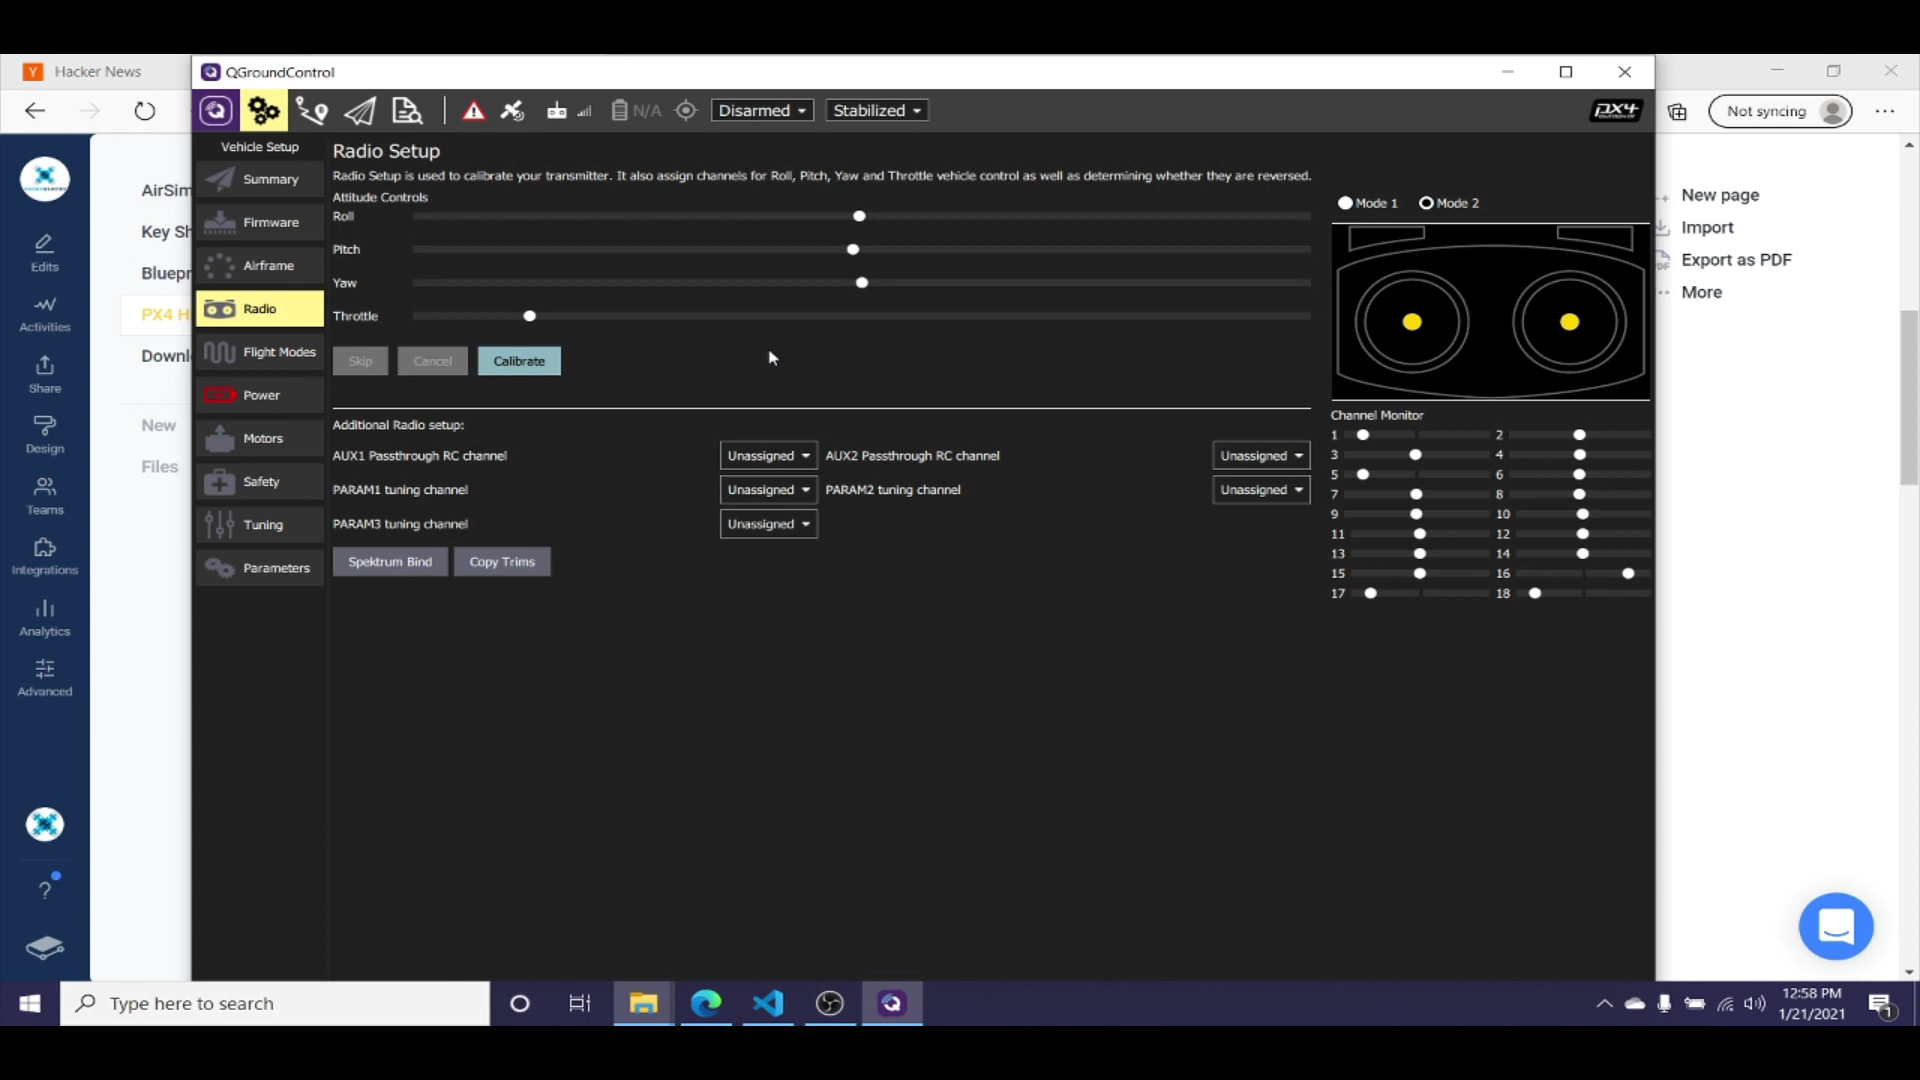 Hacker News
QGroundControl
N/A
Disarmed
Stabilized
PX4
Not syncing
Vehicle Setup
Summary
Firmware
Airframe
Radio
Flight Modes
Power
Motors
Safety
Tuning
Parameters
Radio Setup
Radio Setup is used to calibrate your transmitter. It also assign channels for Roll, Pitch, Yaw and Throttle vehicle control as well as determining whether they are reversed.
Attitude Controls
Roll
Pitch
Yaw
Throttle
Skip Cancel Calibrate
Additional Radio setup:
AUX1 Passthrough RC channel Unassigned AUX2 Passthrough RC channel Unassigned
PARAM1 tuning channel Unassigned PARAM2 tuning channel Unassigned
PARAM3 tuning channel Unassigned
Spektrum Bind Copy Trims
Mode 1 Mode 2
Channel Monitor
1 2
3 4
5 6
7 8
9 10
11 12
13 14
15 16
17 18
New page
Import
Export as PDF
More
Edits
Activities
Share
Design
Teams
Integrations
Analytics
Advanced
AirSim
Key Sh
Bluepr
PX4 H
Downl
New
Files
Type here to search
12:58 PM
1/21/2021
1